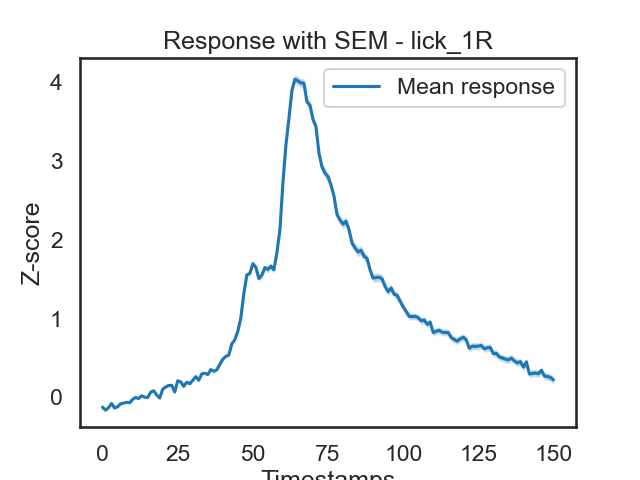 Response with SEM - lick_1R
Mean response
Z-score
4
3
2
1
0
0 25 50 75 100 125 150
Timestamps